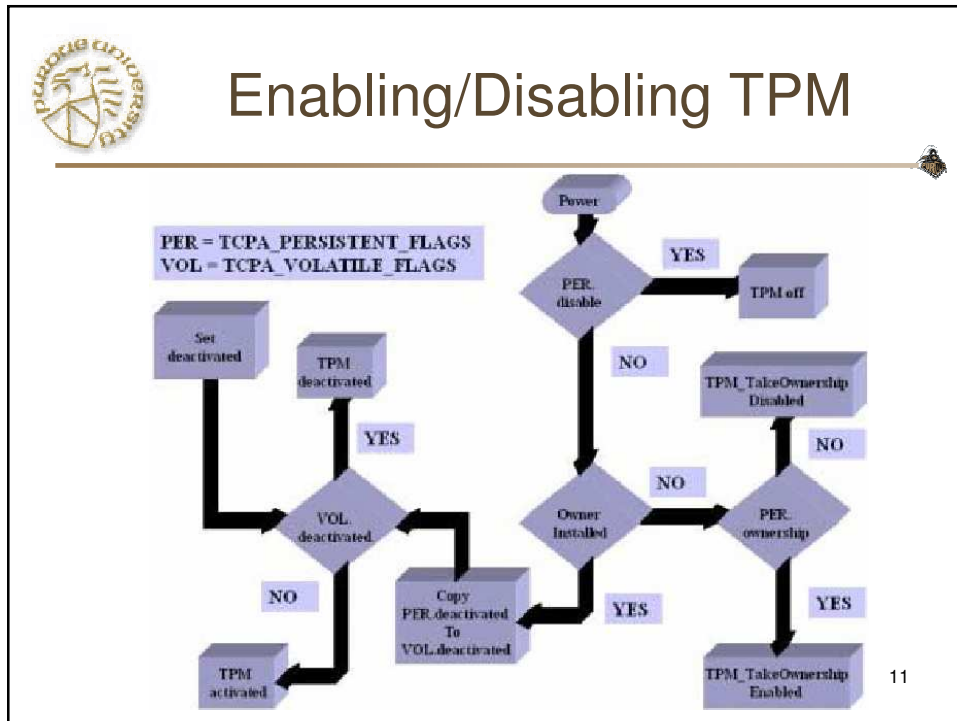 PURDUE UNIVERSITY
Enabling/Disabling TPM
Power
PER = TCPA_PERSISTENT_FLAGS
VOL = TCPA_VOLATILE_FLAGS
YES
PER.
disable
TPM off
Set
deactivated
TPM
deactivated
NO
TPM_TakeOwnership
Disabled
YES
NO
NO
VOL.
deactivated
Owner
Installed
PER.
ownership
NO
Copy
PER.deactivated
To
VOL.deactivated
YES
YES
TPM
activated
TPM_TakeOwnership
Enabled
11